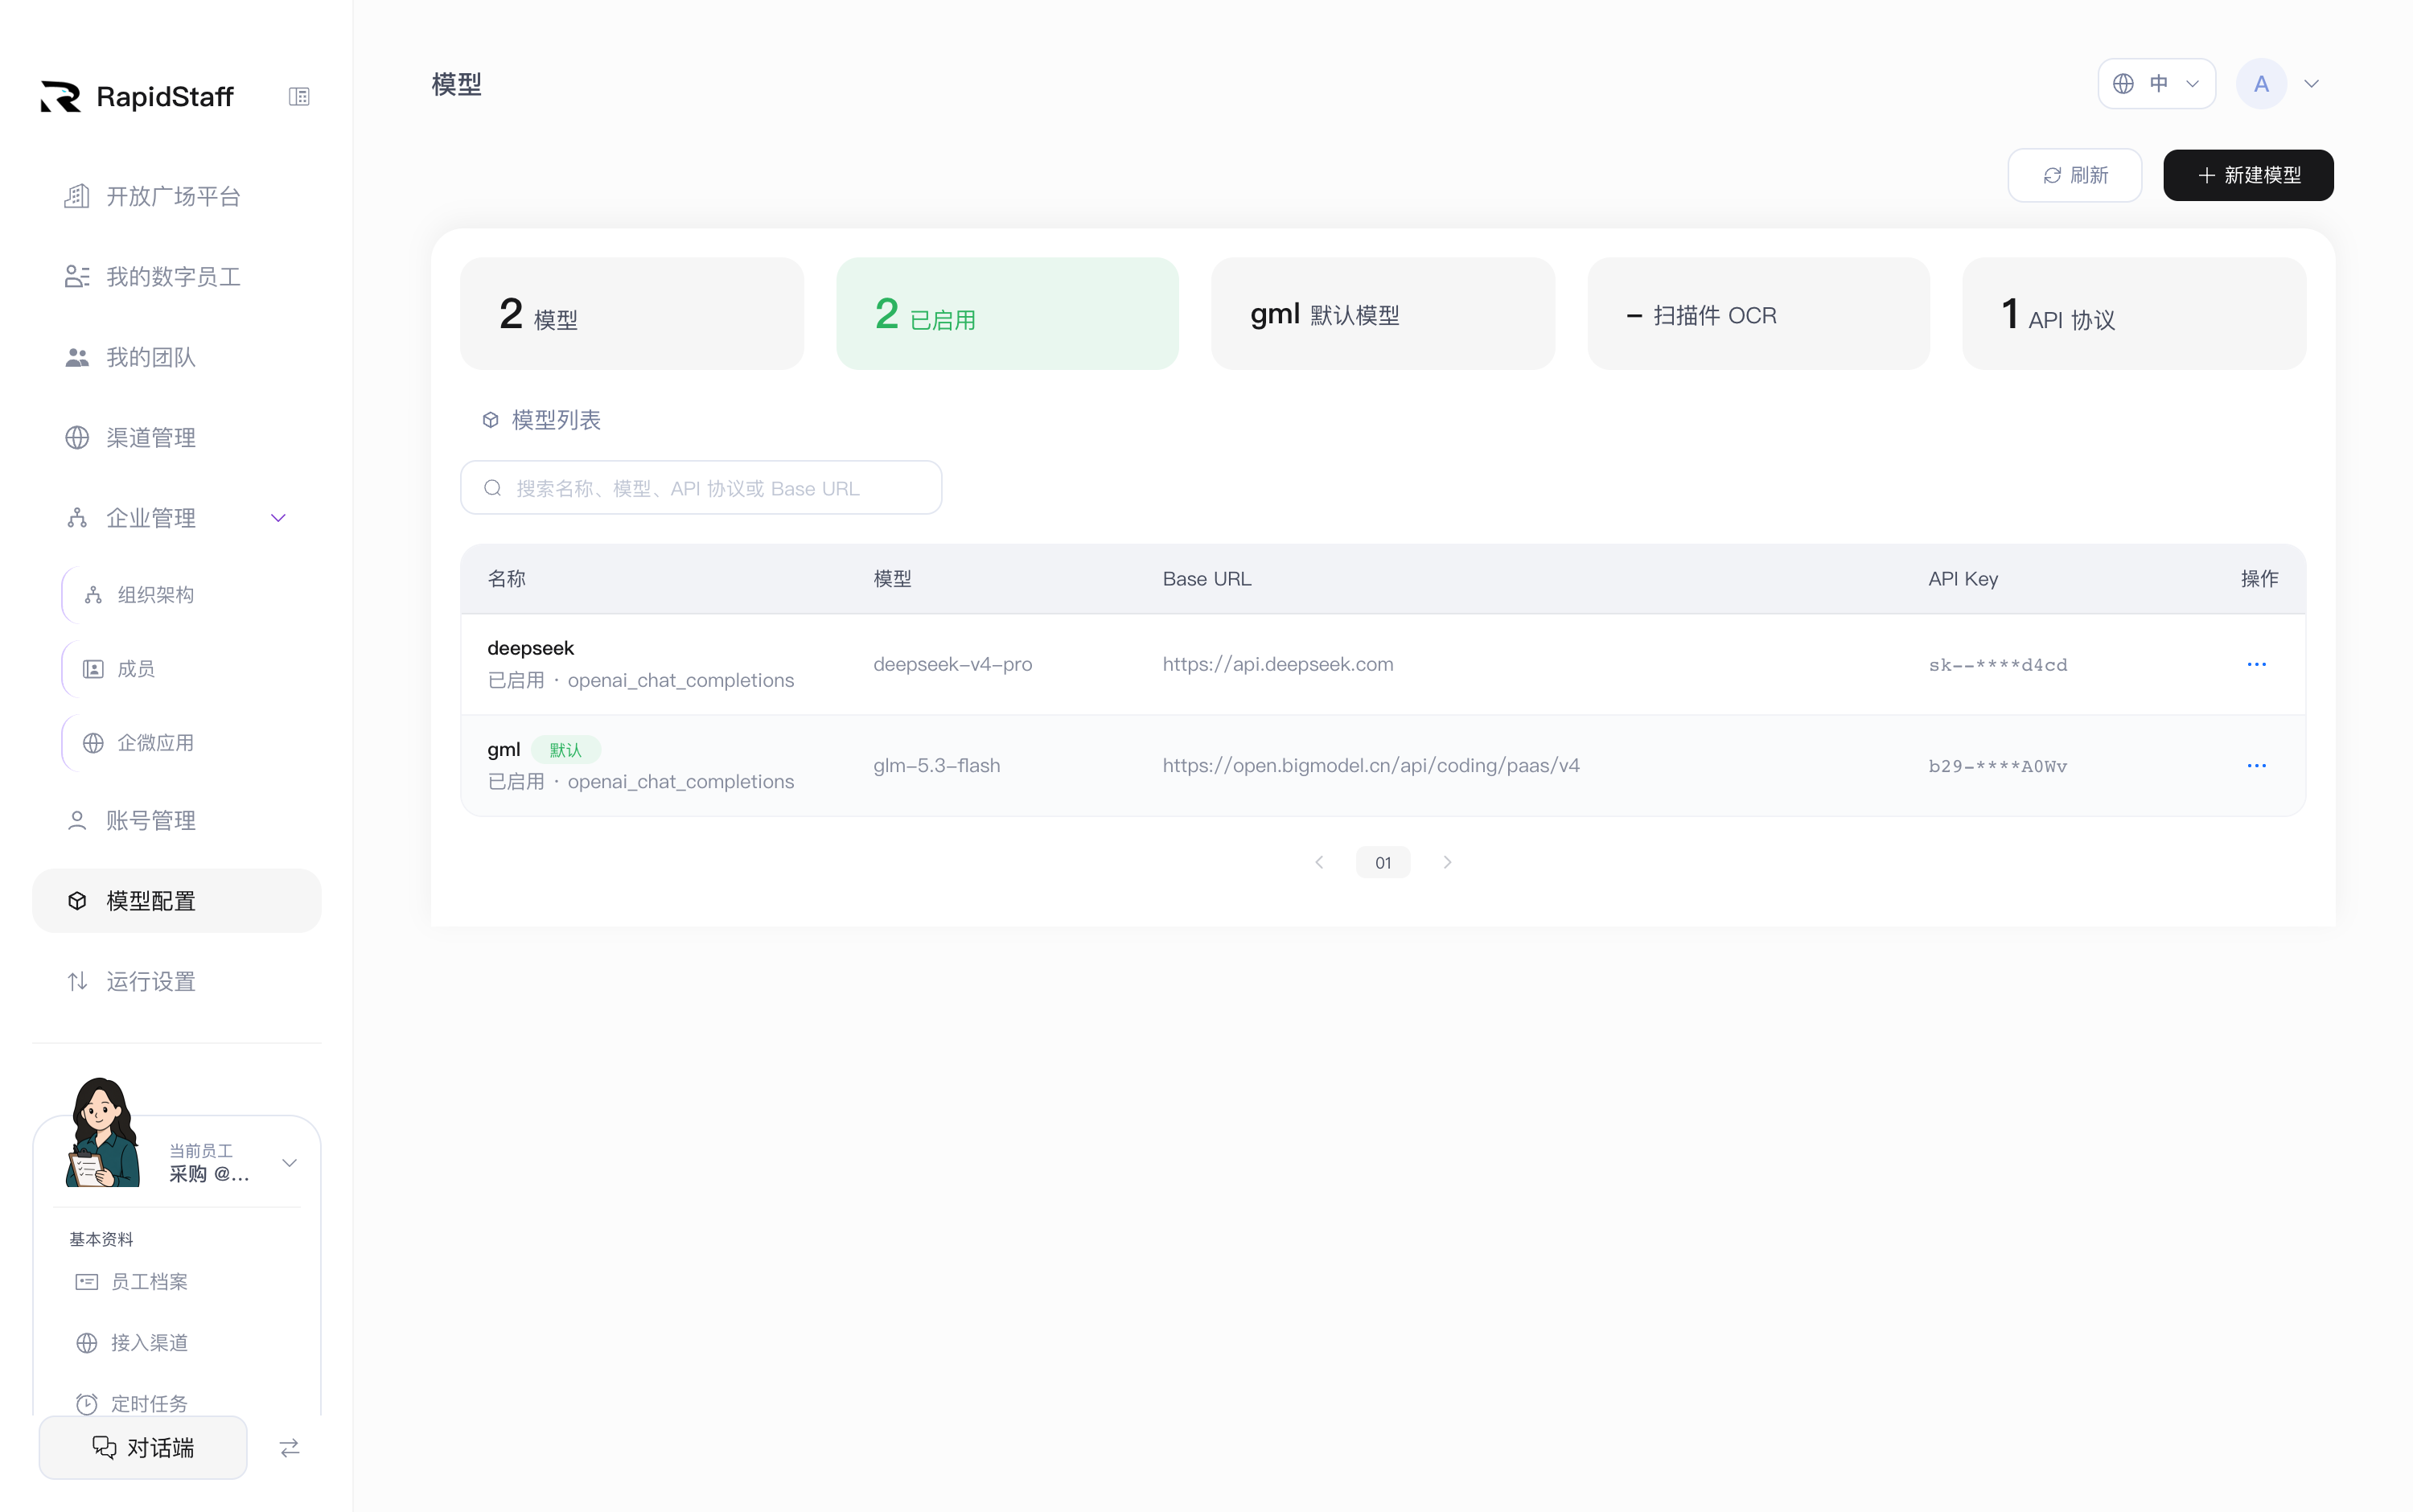 RapidStaff
开放广场平台
我的数字员工
我的团队
渠道管理
企业管理
组织架构
成员
企微应用
账号管理
模型配置
运行设置
当前员工
采购 @...
基本资料
员工档案
接入渠道
定时任务
对话端
模型
中
A
刷新
新建模型
2 模型
2 已启用
gml 默认模型
– 扫描件 OCR
1 API 协议
模型列表
搜索名称、模型、API 协议或 Base URL
名称 模型 Base URL API Key 操作
deepseek
已启用 · openai_chat_completions
deepseek-v4-pro
https://api.deepseek.com
sk--****d4cd
gml 默认
已启用 · openai_chat_completions
glm-5.3-flash
https://open.bigmodel.cn/api/coding/paas/v4
b29-****A0Wv
01